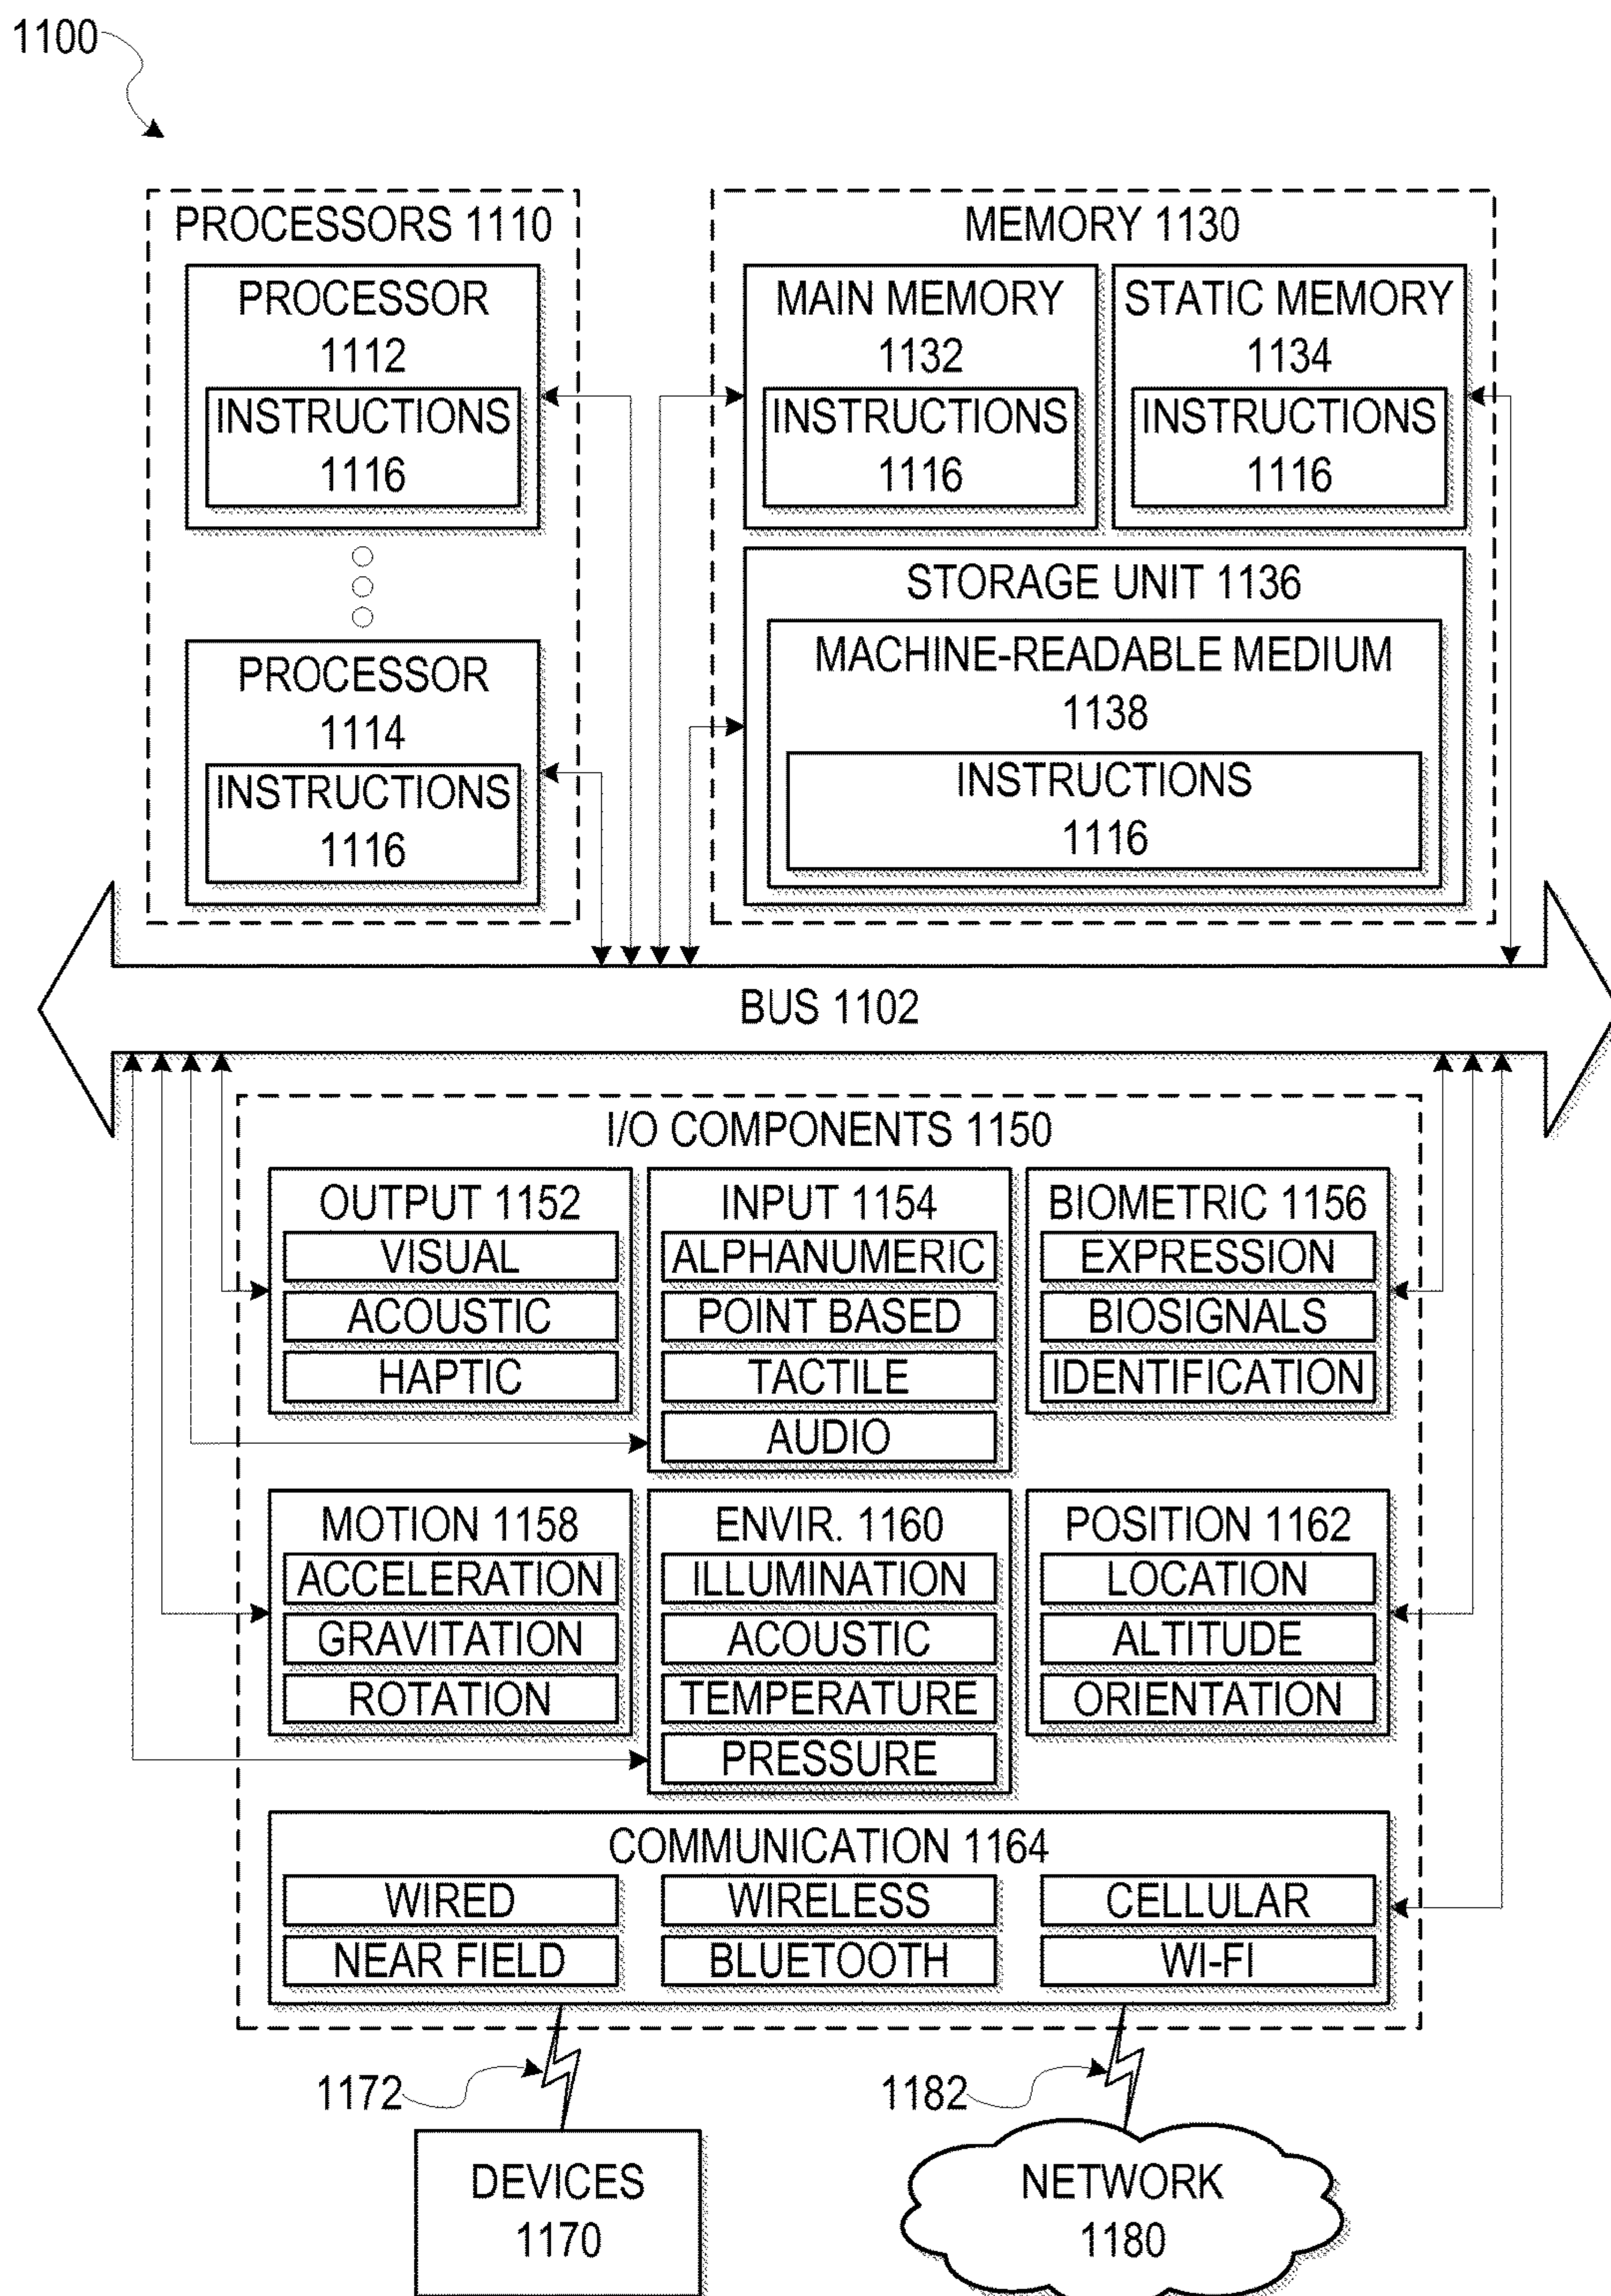 1100
PROCESSORS 1110
PROCESSOR
1112
INSTRUCTIONS
1116
PROCESSOR
1114
INSTRUCTIONS
1116
MEMORY 1130
MAIN MEMORY
1132
INSTRUCTIONS
1116
STATIC MEMORY
1134
INSTRUCTIONS
1116
STORAGE UNIT 1136
MACHINE-READABLE MEDIUM
1138
INSTRUCTIONS
1116
BUS 1102
I/O COMPONENTS 1150
OUTPUT 1152
VISUAL
ACOUSTIC
HAPTIC
INPUT 1154
ALPHANUMERIC
POINT BASED
TACTILE
AUDIO
BIOMETRIC 1156
EXPRESSION
BIOSIGNALS
IDENTIFICATION
MOTION 1158
ACCELERATION
GRAVITATION
ROTATION
ENVIR. 1160
ILLUMINATION
ACOUSTIC
TEMPERATURE
PRESSURE
POSITION 1162
LOCATION
ALTITUDE
ORIENTATION
COMMUNICATION 1164
WIRED
WIRELESS
CELLULAR
NEAR FIELD
BLUETOOTH
WI-FI
1172
1182
DEVICES
1170
NETWORK
1180